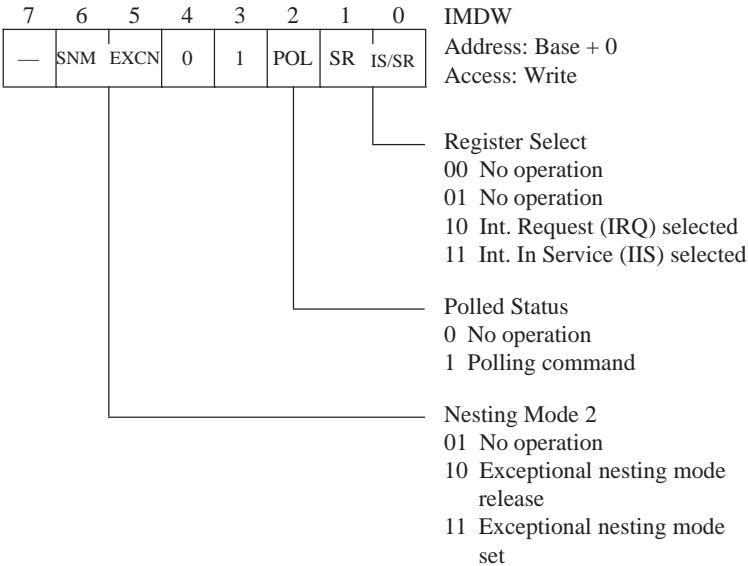 7 6 5 4 3 2 1 0 IMDW
— SNM EXCN 0 1 POL SR IS/SR
Address: Base + 0
Access: Write
Register Select
00 No operation
01 No operation
10 Int. Request (IRQ) selected
11 Int. In Service (IIS) selected
Polled Status
0 No operation
1 Polling command
Nesting Mode 2
01 No operation
10 Exceptional nesting mode
release
11 Exceptional nesting mode
set